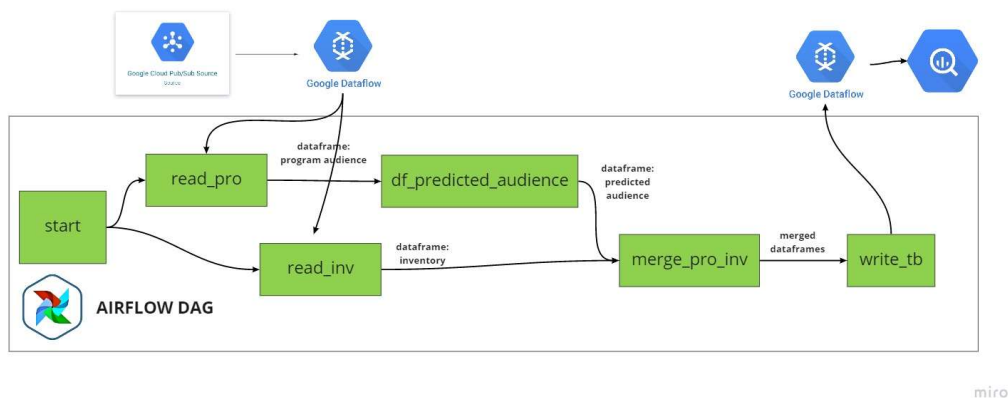 Google Cloud Pub/Sub Source
Source
Google Dataflow
Google Dataflow
dataframe:
program audience
read_pro
df_predicted_audience
dataframe:
predicted
audience
start
dataframe:
inventory
read_inv
merged
dataframes
merge_pro_inv
write_tb
AIRFLOW DAG
miro